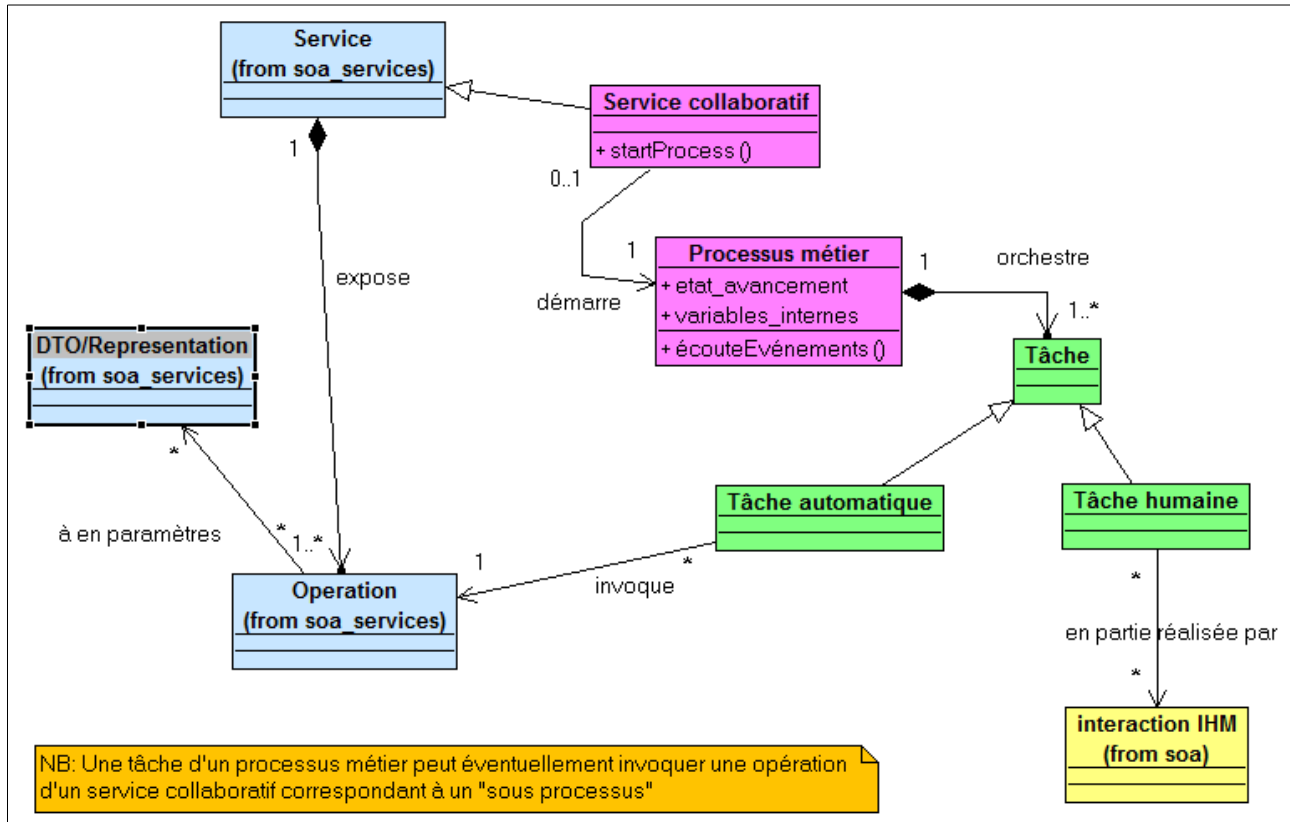 Service
(from soa_services)
Service collaboratif
+ startProcess ()
1
0..1
démarre
1
Processus métier
+ etat_avancement
+ variables_internes
+ écouteEvénements ()
1
orchestre
1..*
Tâche
expose
DTO/Representation
(from soa_services)
*
à en paramètres
*
1..*
Operation
(from soa_services)
1
invoque
*
Tâche automatique
Tâche humaine
*
en partie réalisée par
*
interaction IHM
(from soa)
NB: Une tâche d'un processus métier peut éventuellement invoquer une opération
d'un service collaboratif correspondant à un "sous processus"